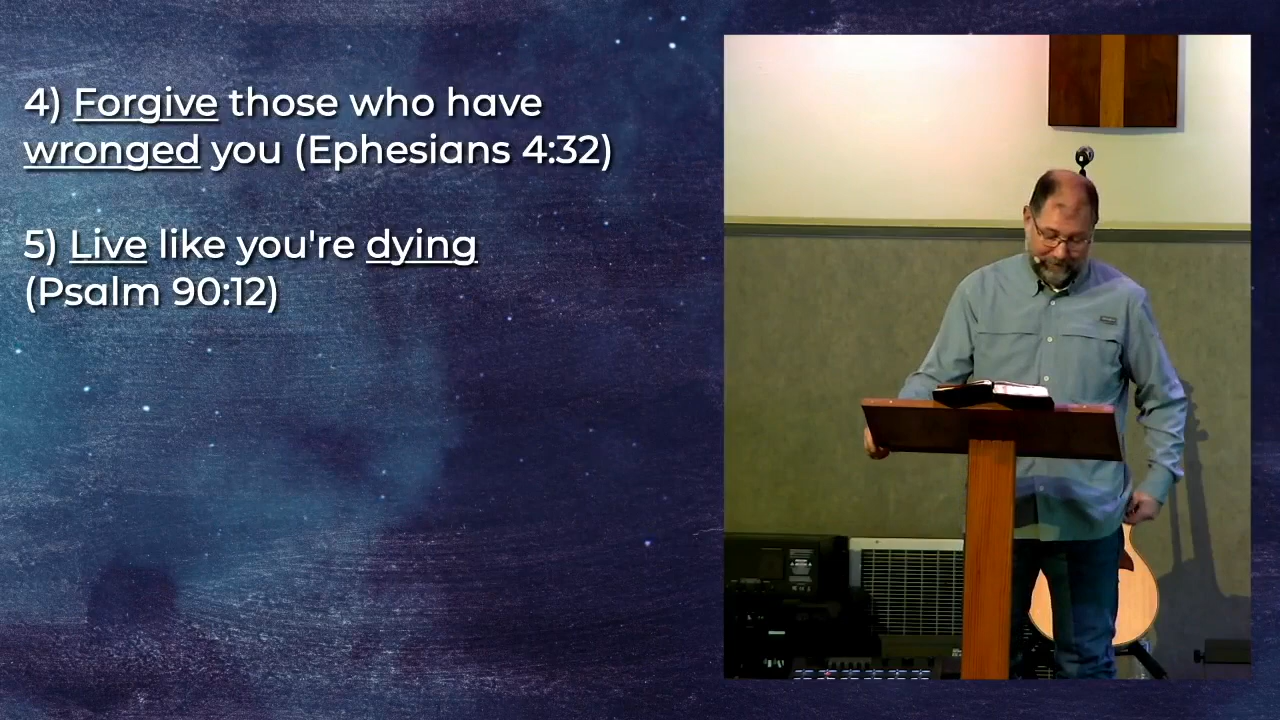 4) Forgive those who have
wronged you (Ephesians 4:32)
5) Live like you're dying
(Psalm 90:12)